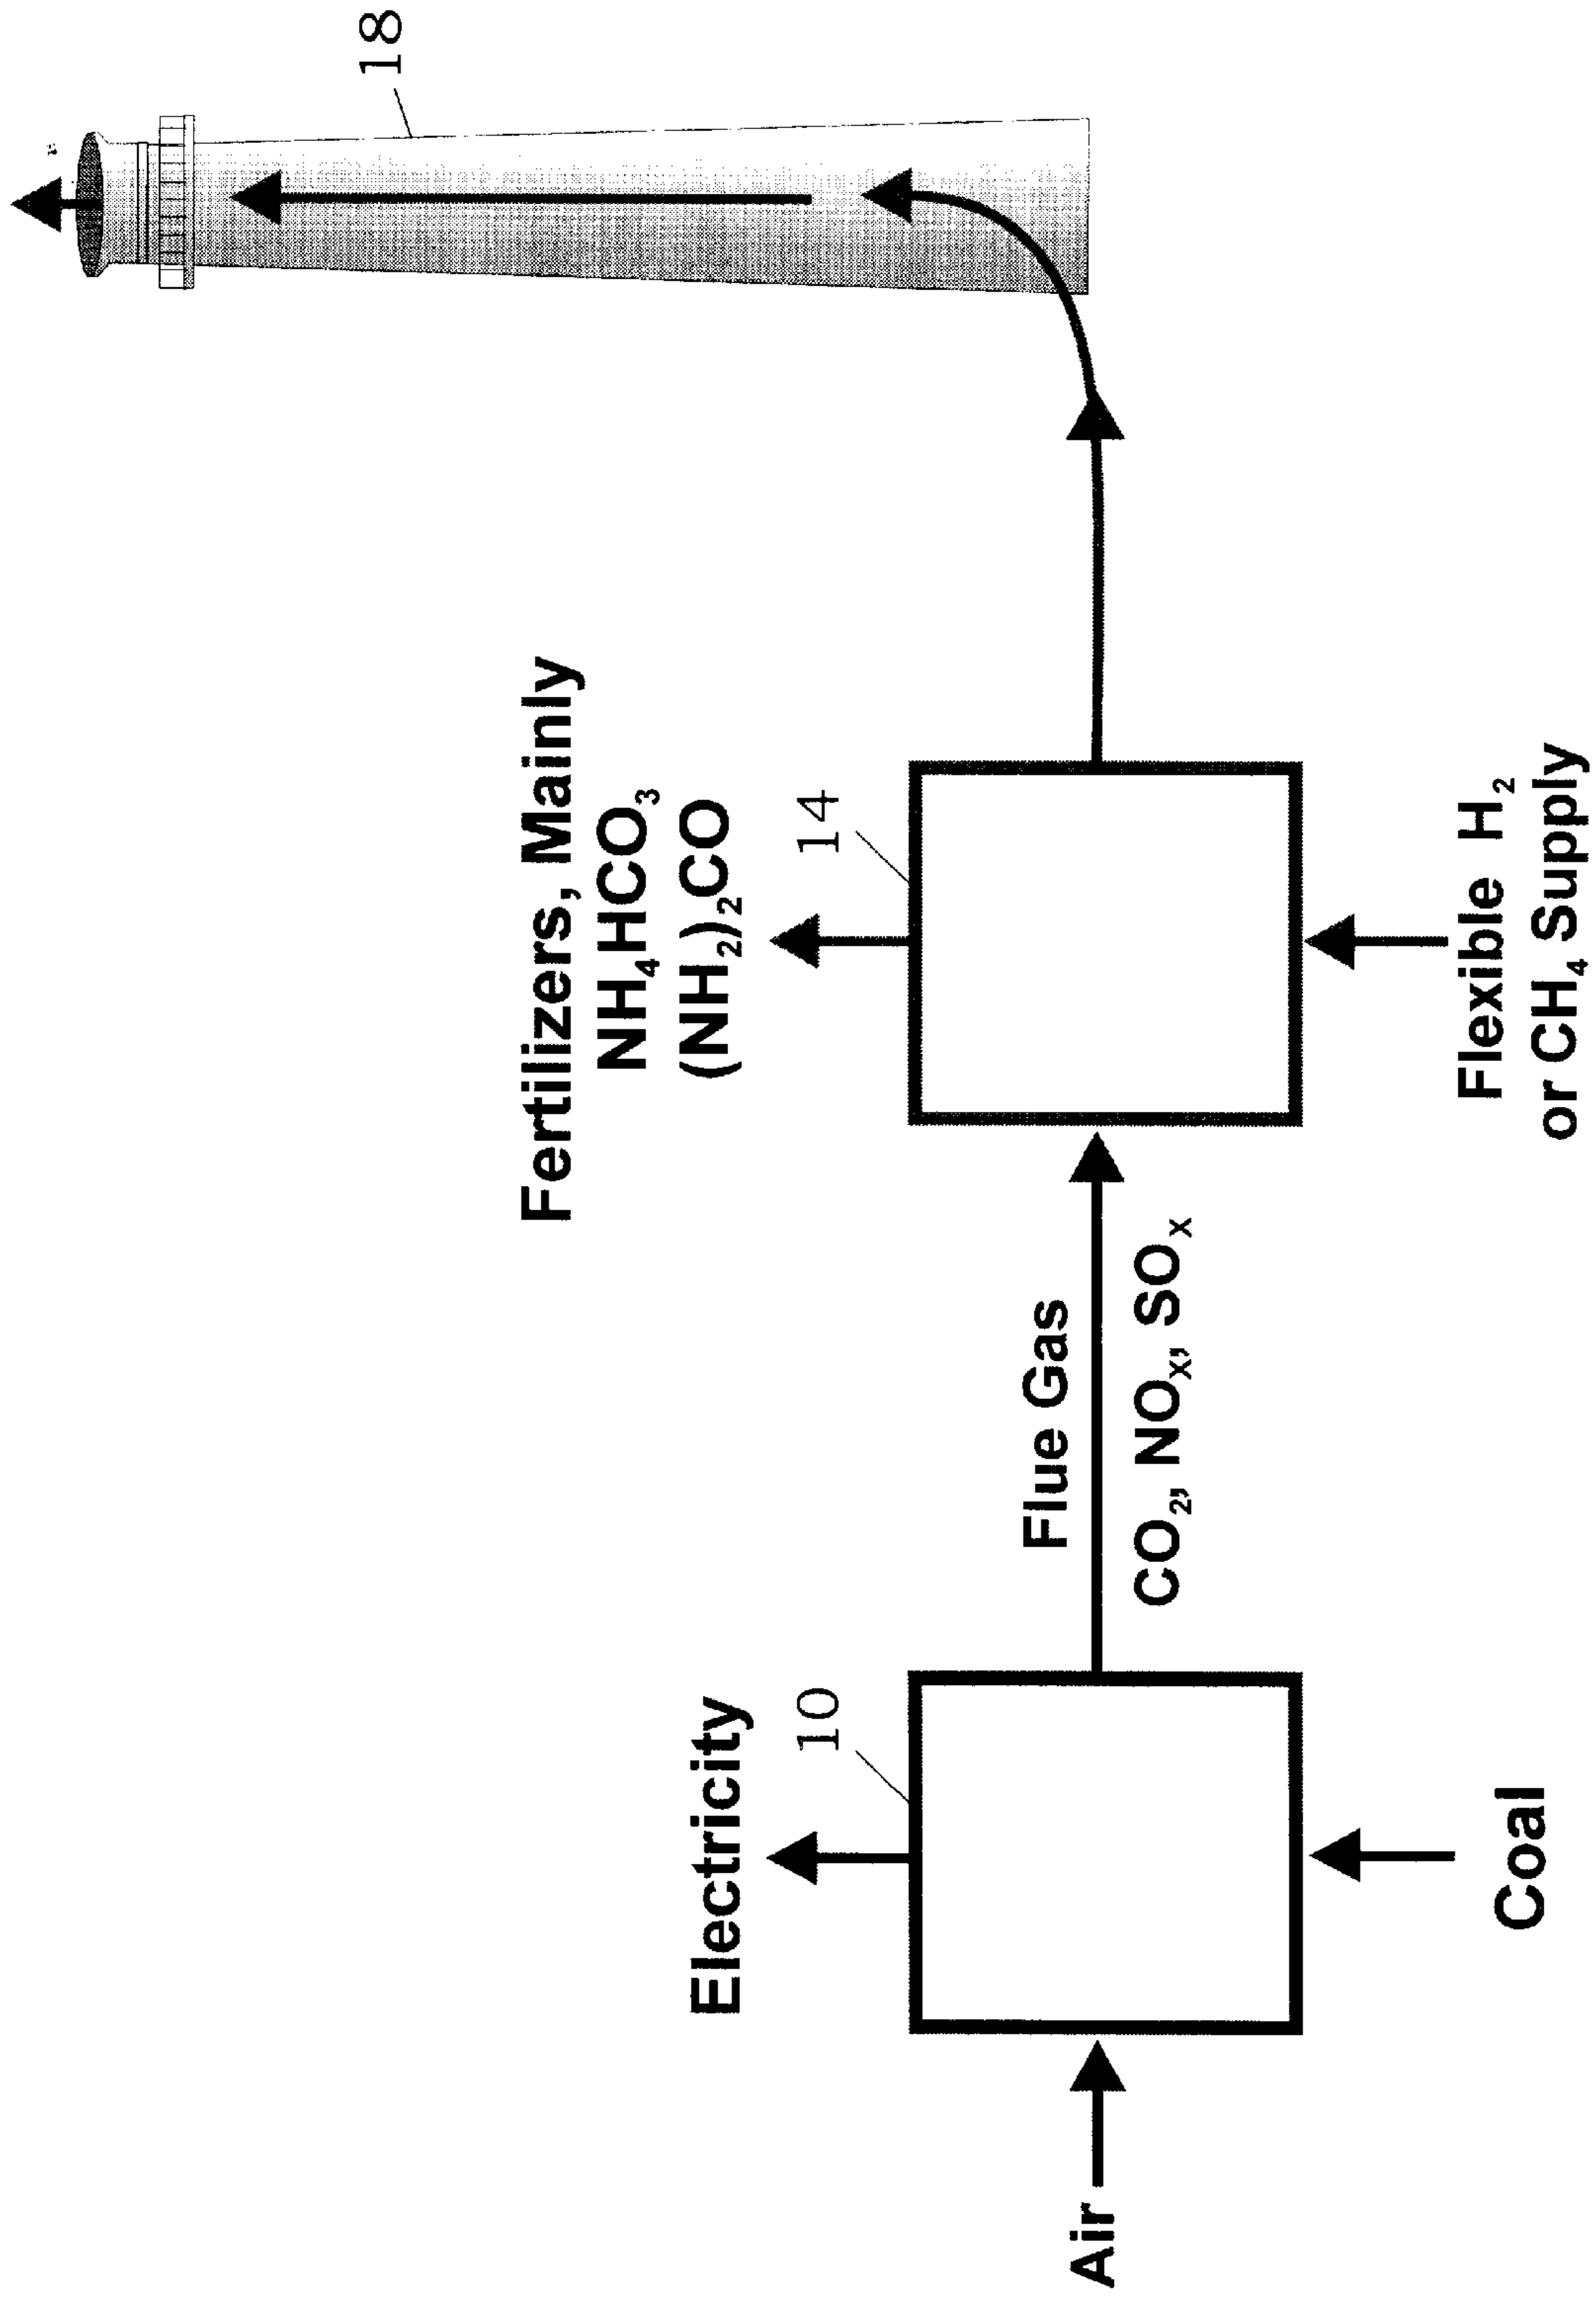 18
Fertilizers, Mainly
NH₄HCO₃
(NH₂)₂CO
Electricity
10
14
Air
Flue Gas
CO₂, NOₓ, SOₓ
Coal
Flexible H₂
or CH₄ Supply